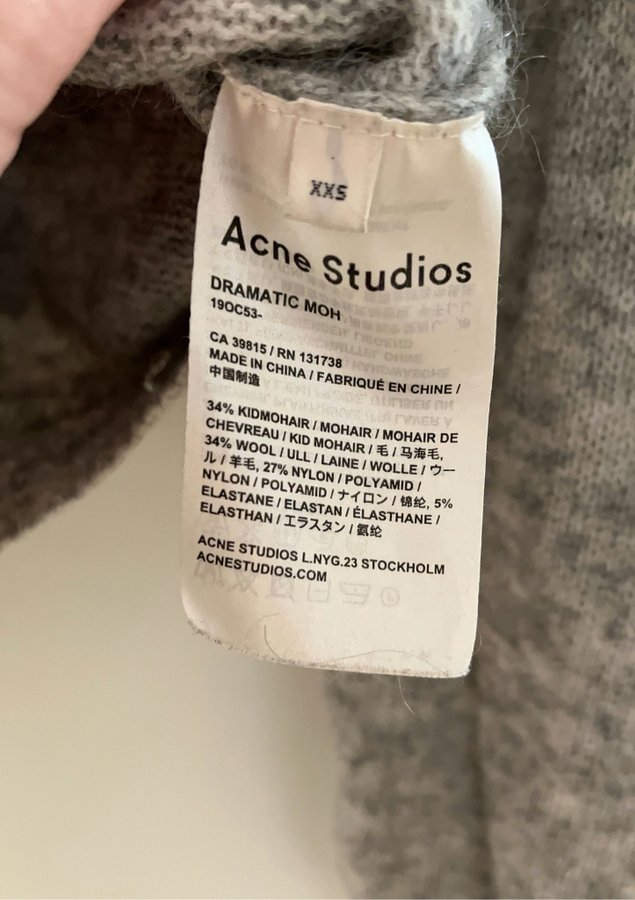 XXS
Acne Studios
DRAMATIC MOH
19OC53-
CA 39815 / RN 131738
MADE IN CHINA / FABRIQUÉ EN CHINE /
中国制造
34% KIDMOHAIR / MOHAIR / MOHAIR DE
CHEVREAU / KID MOHAIR / 毛 / 马海毛,
34% WOOL / ULL / LAINE / WOLLE / ウー
ル / 羊毛, 27% NYLON / POLYAMID /
NYLON / POLYAMID / ナイロン / 锦纶, 5%
ELASTANE / ELASTAN / ÉLASTHANE /
ELASTHAN / エラスタン / 氨纶
ACNE STUDIOS L.NYG.23 STOCKHOLM
ACNESTUDIOS.COM